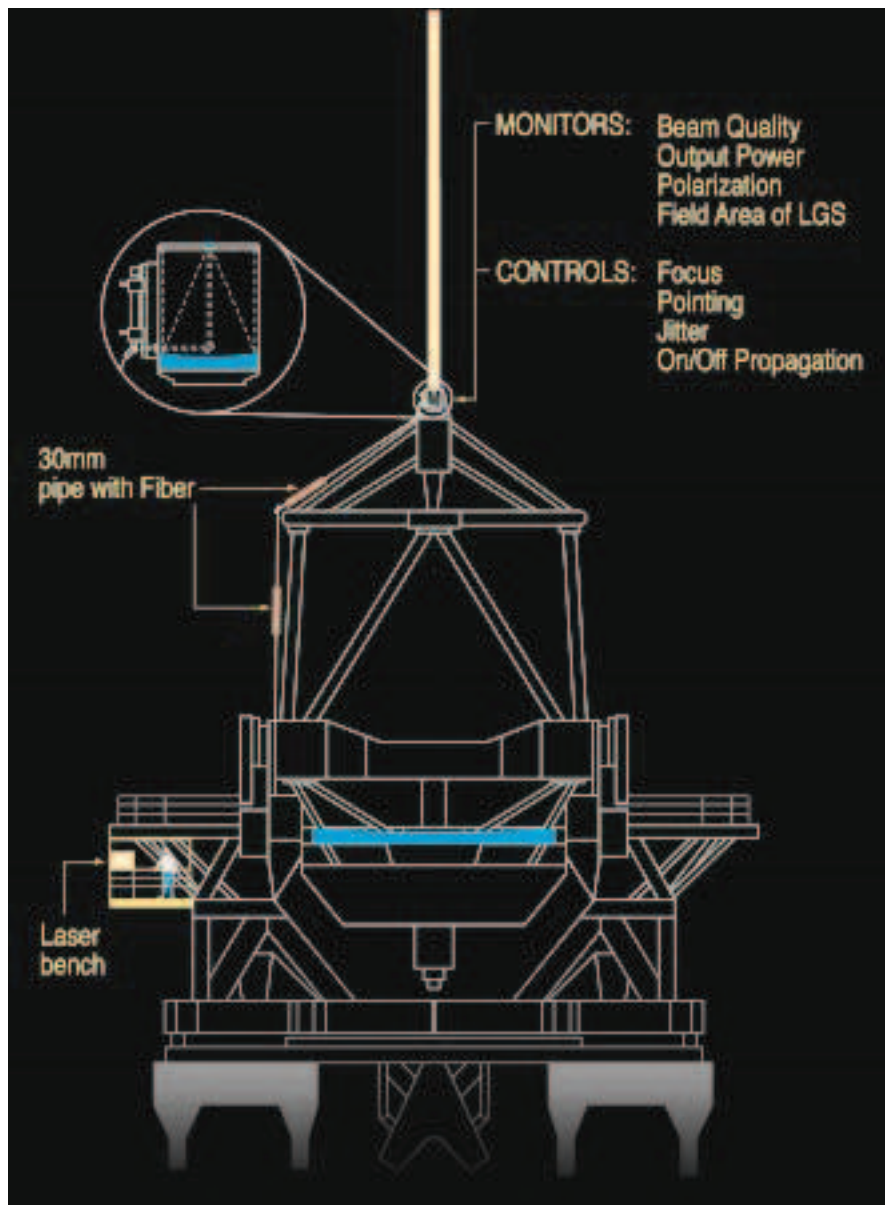 MONITORS: Beam Quality
Output Power
Polarization
Field Area of LGS
CONTROLS: Focus
Pointing
Jitter
On/Off Propagation
30mm
pipe with Fiber
Laser
bench